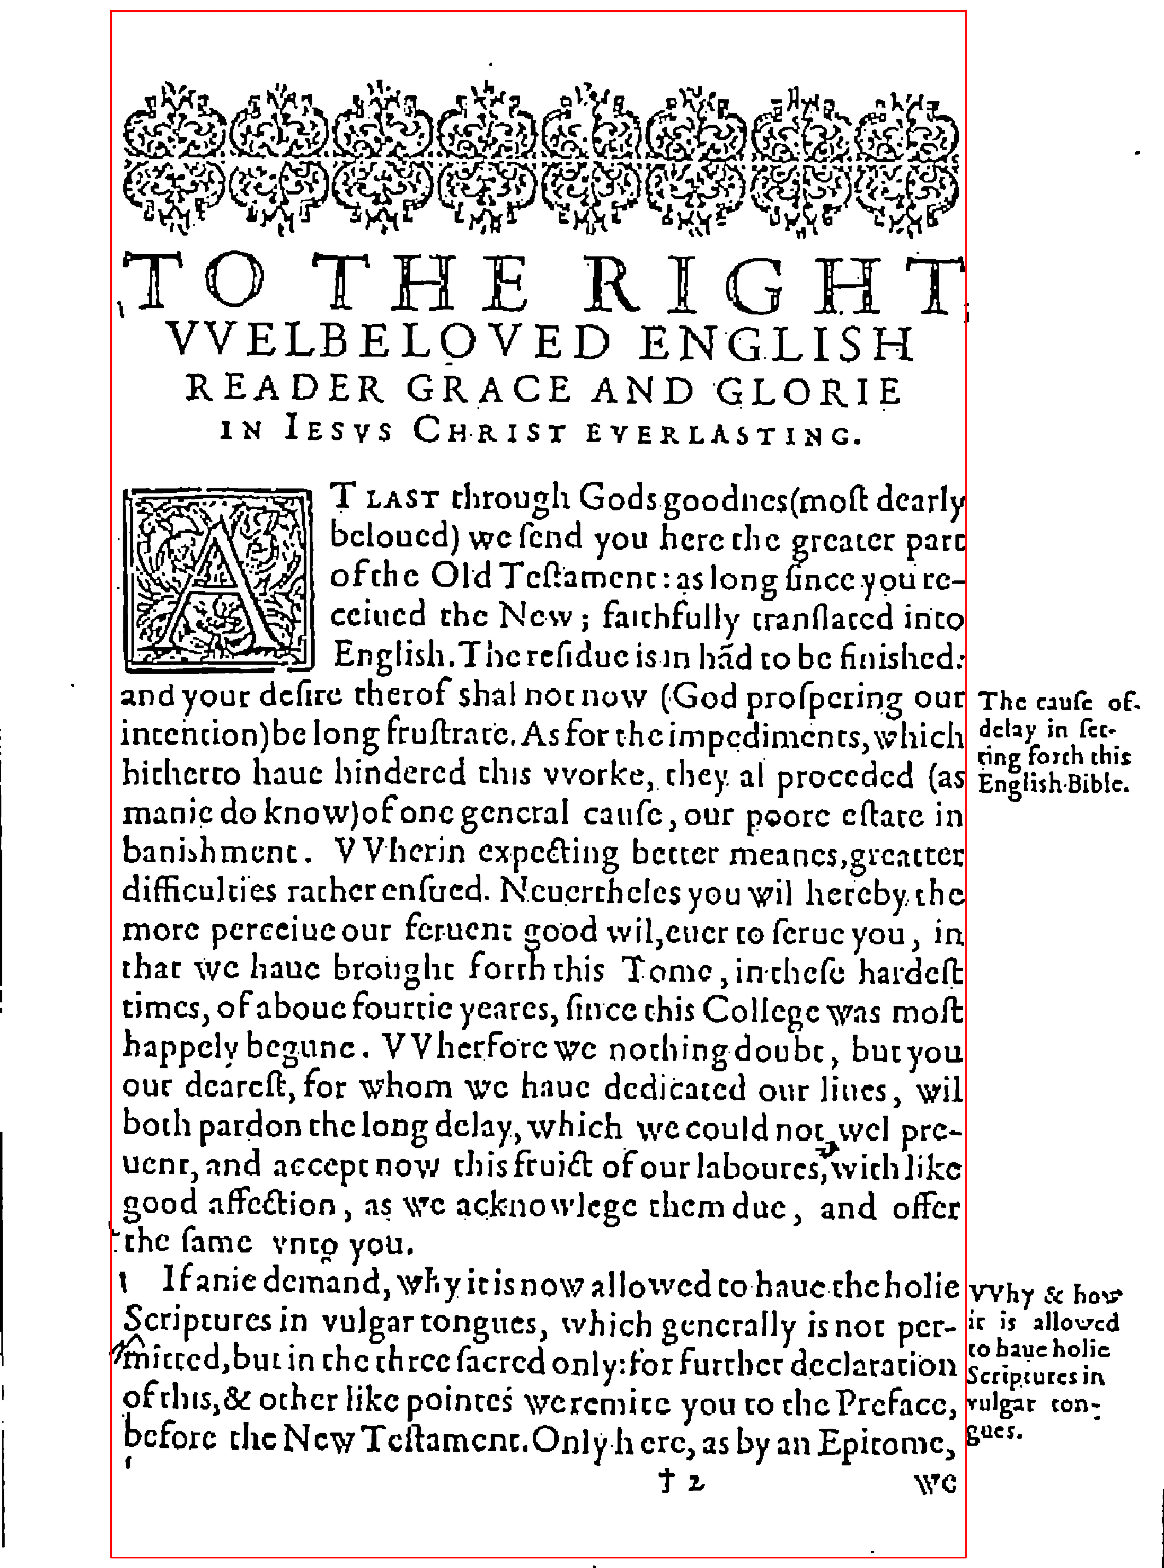 TO THE RIGHT
VVELBELOVED ENGLISH
READER GRACE AND GLORIE
IN IESVS CHRIST EVERLASTING.
AT LAST through Gods goodnes (moſt dearly
beloued) we ſend you here the greater part
of the Old Teſtament: as long ſince you re-
ceiued the New; faithfully tranſlated into
Engliſh. The reſidue is in hãd to be finiſhed:
and your deſire therof shal not now (God proſpering our
intention) be long fruſtrate. As for the impediments, which
hitherto haue hindered this vvorke, they al proceded (as
manie do know) of one general cauſe, our poore eſtate in
banishment. VVherin expecting better meanes, greatter
difficulties rather enſued. Neuertheles you wil hereby the
more perceiue our feruent good wil, euer to ſerue you, in
that we haue brought forth this Tome, in theſe hardeſt
times, of aboue fourtie yeares, ſince this College was moſt
happely begune. VVherfore we nothing doubt, but you
our deareſt, for whom we haue dedicated our liues, wil
both pardon the long delay, which we could not wel pre-
uent, and accept now this fruict of our laboures, with like
good affection, as we acknowlege them due, and offer
the ſame vnto you.
If anie demand, why it is now allowed to haue the holie
Scriptures in vulgar tongues, which generally is not per-
mitted, but in the three ſacred only: for further declaration
of this, & other like pointes we remite you to the Preface,
before the New Teſtament. Only here, as by an Epitome,
† 2 we
The cauſe of
delay in ſet-
ting forth this
Engliſh Bible.
VVhy & how
it is allowed
to haue holie
Scriptures in
vulgar ton-
gues.